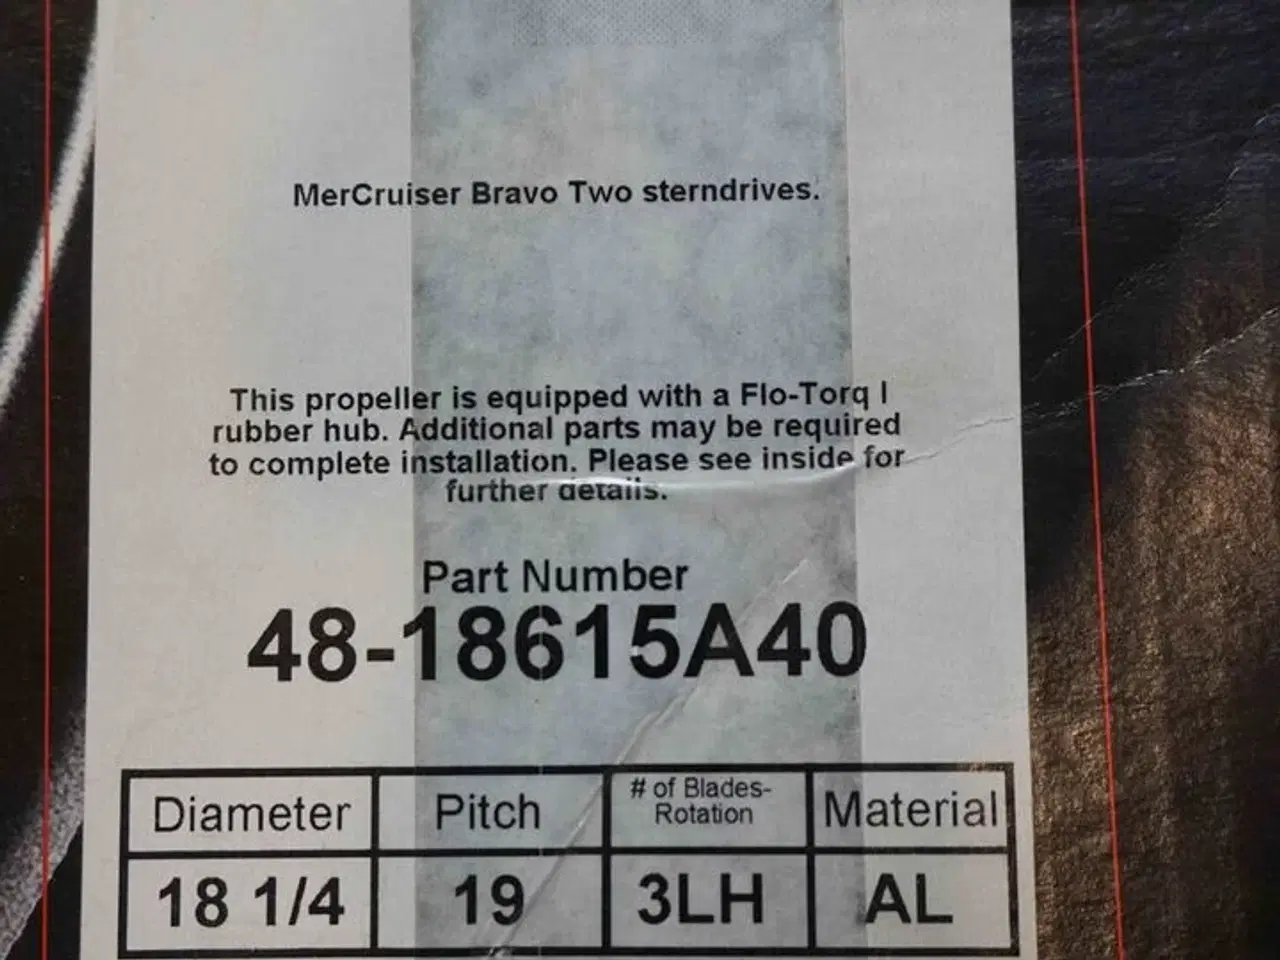 MerCruiser Bravo Two sterndrives.
This propeller is equipped with a Flo-Torq I
rubber hub. Additional parts may be required
to complete installation. Please see inside for
further details.
Part Number
48-18615A40
Diameter Pitch # of Blades- Material
Rotation
18 1/4 19 3LH AL